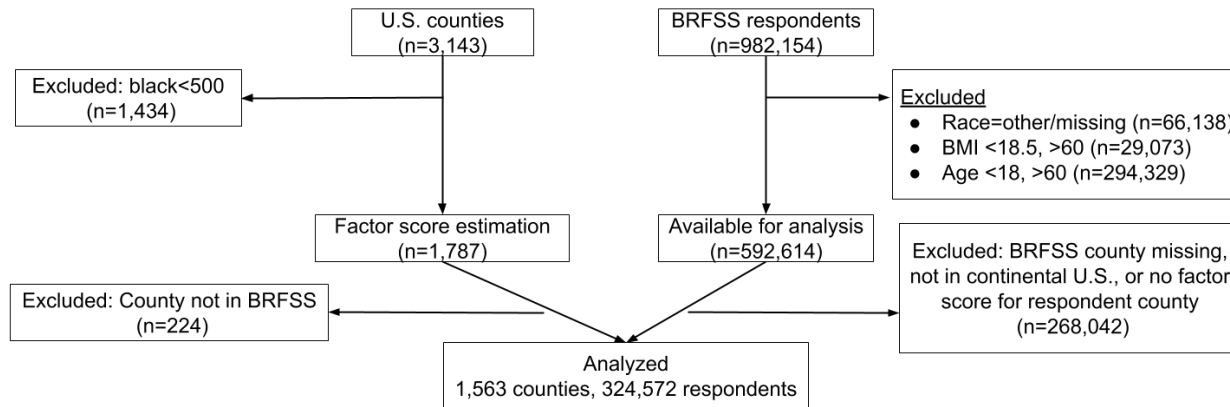 U.S. counties
(n=3,143)
BRFSS respondents
(n=982,154)
Excluded: black<500
(n=1,434)
Excluded
● Race=other/missing (n=66,138)
● BMI <18.5, >60 (n=29,073)
● Age <18, >60 (n=294,329)
Factor score estimation
(n=1,787)
Available for analysis
(n=592,614)
Excluded: BRFSS county missing,
not in continental U.S., or no factor
score for respondent county
(n=268,042)
Excluded: County not in BRFSS
(n=224)
Analyzed
1,563 counties, 324,572 respondents